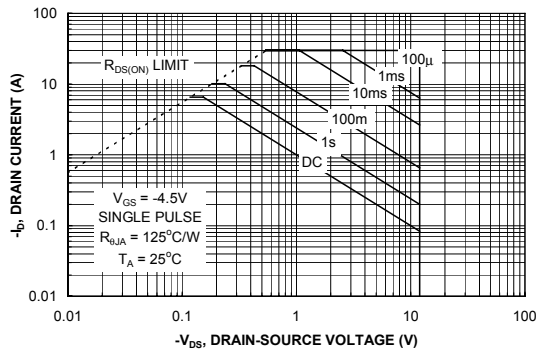 100
10
1
0.1
0.01
-I_D, DRAIN CURRENT (A)
R_DS(ON) LIMIT
100μ
1ms
10ms
100m
1s
DC
V_GS = -4.5V
SINGLE PULSE
R_θJA = 125°C/W
T_A = 25°C
0.01
0.1
1
10
100
-V_DS, DRAIN-SOURCE VOLTAGE (V)